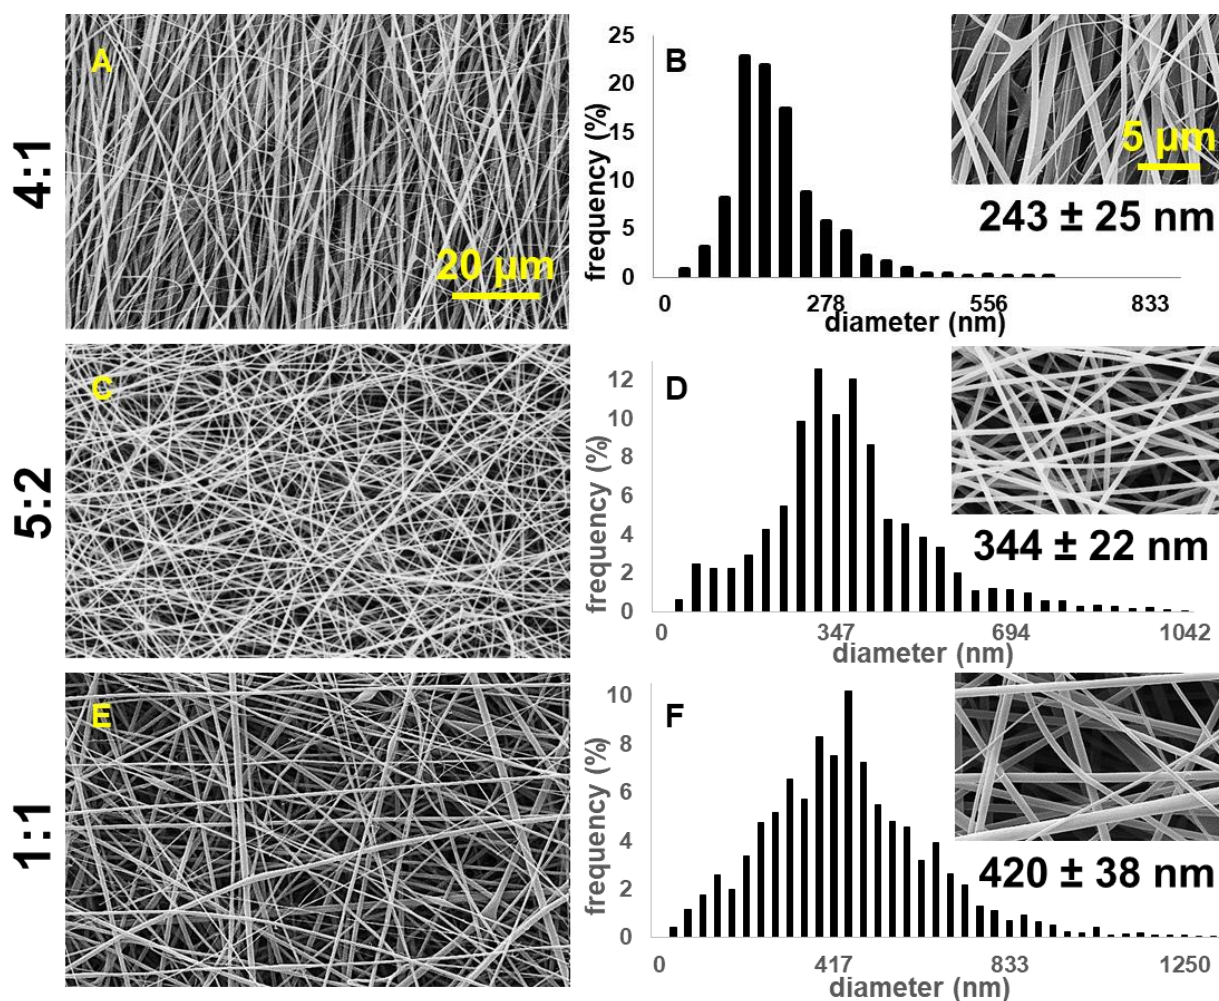 4:1
A
20 µm
B
frequency (%)
25
20
15
10
5
0
0 278 556 833
diameter (nm)
5 µm
243 ± 25 nm
5:2
C
D
frequency (%)
12
10
8
6
4
2
0
0 347 694 1042
diameter (nm)
344 ± 22 nm
1:1
E
F
frequency (%)
10
8
6
4
2
0
0 417 833 1250
diameter (nm)
420 ± 38 nm